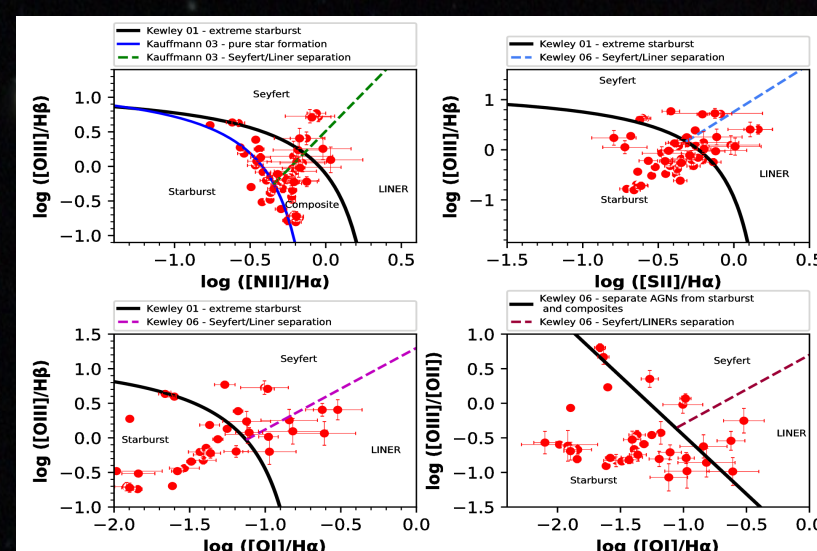 Kewley 01 - extreme starburst
Kauffmann 03 - pure star formation
Kauffmann 03 - Seyfert/Liner separation
log ([OIII]/Hβ)
1.0
0.5
0.0
−0.5
−1.0
Seyfert
Starburst
Composite
LINER
−1.0
−0.5
0.0
0.5
log ([NII]/Hα)
Kewley 01 - extreme starburst
Kewley 06 - Seyfert/Liner separation
log ([OIII]/Hβ)
1
0
−1
Seyfert
LINER
Starburst
−1.5
−1.0
−0.5
0.0
0.5
log ([SII]/Hα)
Kewley 01 - extreme starburst
Kewley 06 - Seyfert/Liner separation
log ([OIII]/Hβ)
1.5
1.0
0.5
0.0
−0.5
−1.0
Seyfert
Starburst
LINER
−2.0
−1.5
−1.0
−0.5
0.0
log ([OI]/Hα)
Kewley 06 - separate AGNs from starburst
and composites
Kewley 06 - Seyfert/LINERs separation
log ([OIII]/[OII])
1.0
0.5
0.0
−0.5
−1.0
−1.5
Seyfert
LINER
Starburst
−2.0
−1.5
−1.0
−0.5
0.0
log ([OI]/Hα)